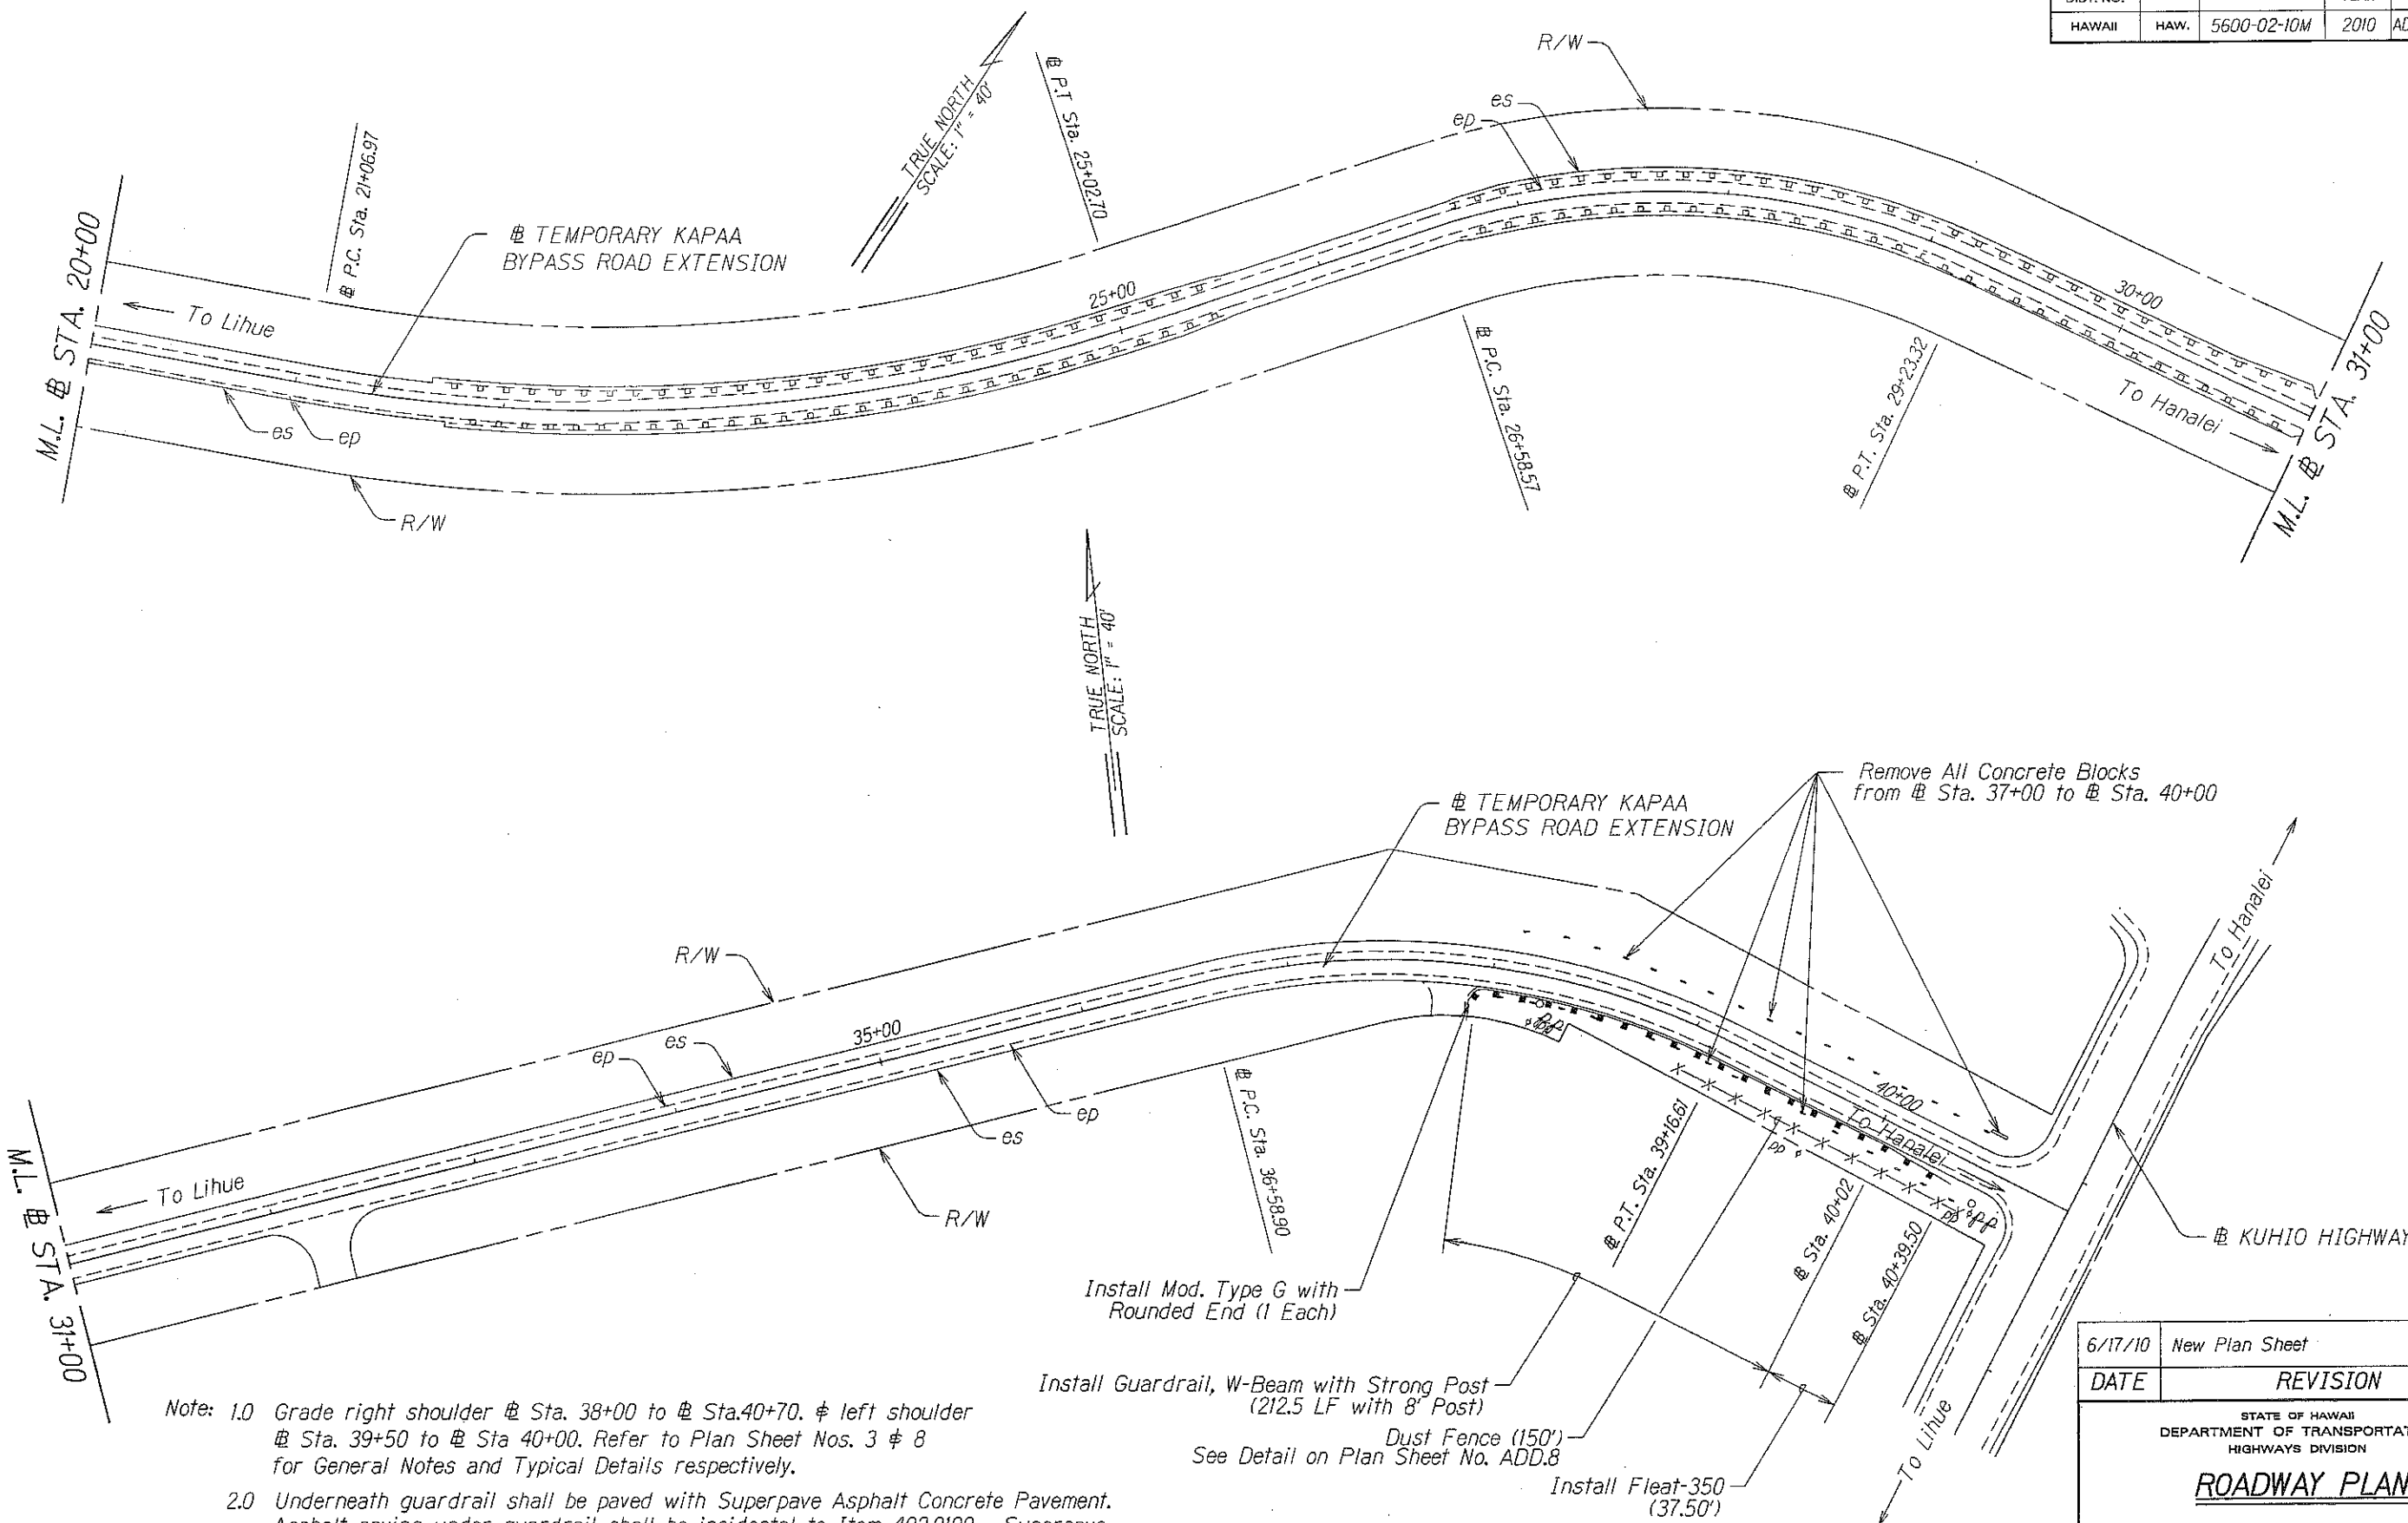 HAWAII HAW. 5600-02-10M 2010
R/W
es
ep
TRUE NORTH
SCALE: 1" = 40'
℄ P.T Sta. 25+02.70
℄ P.C. Sta. 21+06.97
M.L. ℄ STA. 20+00
℄ TEMPORARY KAPAA
BYPASS ROAD EXTENSION
To Lihue
25+00
30+00
es
ep
R/W
℄ P.C. Sta. 26+58.57
℄ P.T. Sta. 29+23.32
To Hanalei
M.L. ℄ STA. 31+00
TRUE NORTH
SCALE: 1" = 40'
Remove All Concrete Blocks
from ℄ Sta. 37+00 to ℄ Sta. 40+00
℄ TEMPORARY KAPAA
BYPASS ROAD EXTENSION
To Hanalei
R/W
ep
es
35+00
pp
40+00
To Hanalei
pp
pp
pp
ep
es
R/W
M.L. ℄ STA. 31+00
To Lihue
℄ P.C. Sta. 36+58.90
℄ P.T. Sta. 39+16.61
℄ Sta. 40+02
℄ Sta. 40+39.50
℄ KUHIO HIGHWAY
Install Mod. Type G with
Rounded End (1 Each)
Install Guardrail, W-Beam with Strong Post
(212.5 LF with 8' Post)
Dust Fence (150')
See Detail on Plan Sheet No. ADD.8
Install Fleat-350
(37.50')
To Lihue
Note: 1.0 Grade right shoulder ℄ Sta. 38+00 to ℄ Sta.40+70. & left shoulder
℄ Sta. 39+50 to ℄ Sta 40+00. Refer to Plan Sheet Nos. 3 & 8
for General Notes and Typical Details respectively.
2.0 Underneath guardrail shall be paved with Superpave Asphalt Concrete Pavement.
6/17/10 New Plan Sheet
DATE REVISION
STATE OF HAWAII
DEPARTMENT OF TRANSPORTAT
HIGHWAYS DIVISION
ROADWAY PLAN